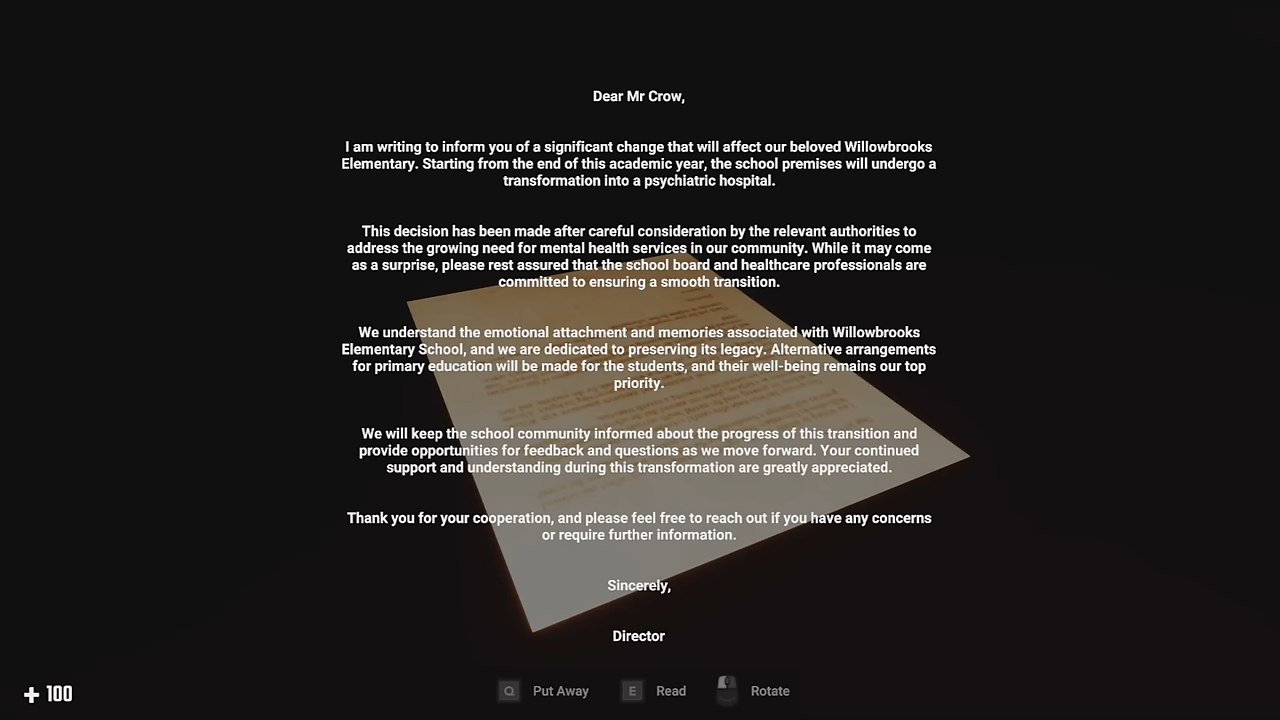 Dear Mr Crow,
I am writing to inform you of a significant change that will affect our beloved Willowbrooks
Elementary. Starting from the end of this academic year, the school premises will undergo a
transformation into a psychiatric hospital.
This decision has been made after careful consideration by the relevant authorities to
address the growing need for mental health services in our community. While it may come
as a surprise, please rest assured that the school board and healthcare professionals are
committed to ensuring a smooth transition.
We understand the emotional attachment and memories associated with Willowbrooks
Elementary School, and we are dedicated to preserving its legacy. Alternative arrangements
for primary education will be made for the students, and their well-being remains our top
priority.
We will keep the school community informed about the progress of this transition and
provide opportunities for feedback and questions as we move forward. Your continued
support and understanding during this transformation are greatly appreciated.
Thank you for your cooperation, and please feel free to reach out if you have any concerns
or require further information.
Sincerely,
Director
+ 100
Q Put Away E Read Rotate